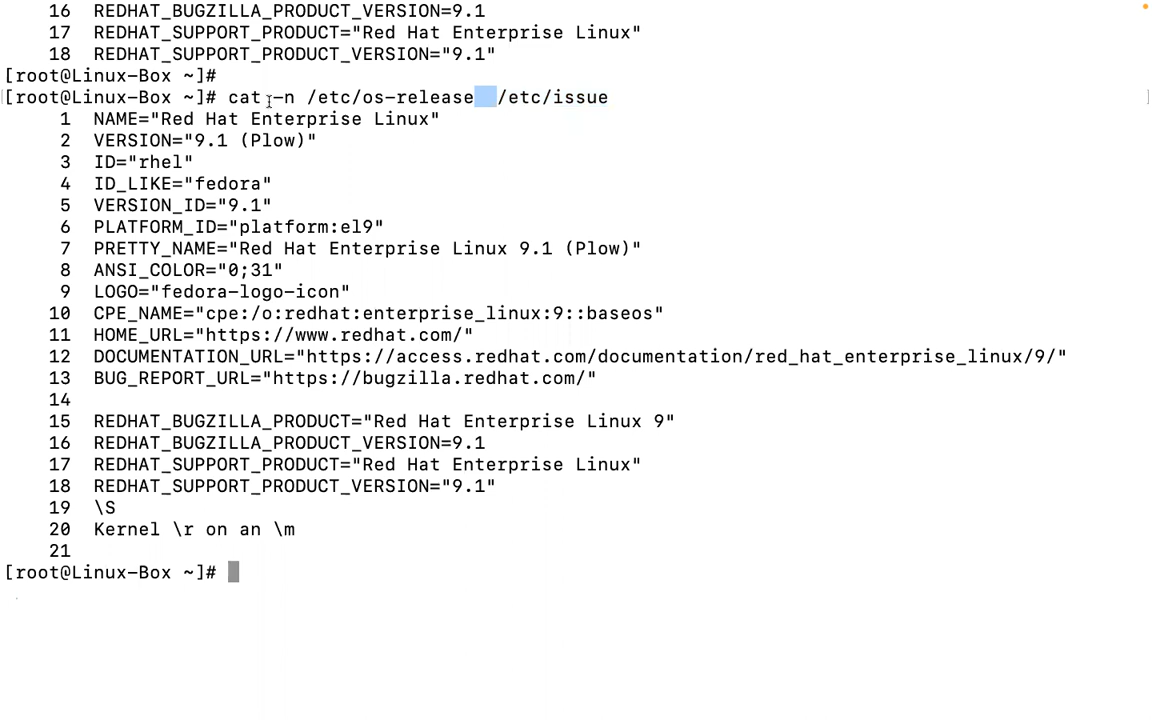 16 REDHAT_BUGZILLA_PRODUCT_VERSION=9.1
17 REDHAT_SUPPORT_PRODUCT="Red Hat Enterprise Linux"
18 REDHAT_SUPPORT_PRODUCT_VERSION="9.1"
[root@Linux-Box ~]#
[root@Linux-Box ~]# cat -n /etc/os-release  /etc/issue
1 NAME="Red Hat Enterprise Linux"
2 VERSION="9.1 (Plow)"
3 ID="rhel"
4 ID_LIKE="fedora"
5 VERSION_ID="9.1"
6 PLATFORM_ID="platform:el9"
7 PRETTY_NAME="Red Hat Enterprise Linux 9.1 (Plow)"
8 ANSI_COLOR="0;31"
9 LOGO="fedora-logo-icon"
10 CPE_NAME="cpe:/o:redhat:enterprise_linux:9::baseos"
11 HOME_URL="https://www.redhat.com/"
12 DOCUMENTATION_URL="https://access.redhat.com/documentation/red_hat_enterprise_linux/9/"
13 BUG_REPORT_URL="https://bugzilla.redhat.com/"
14
15 REDHAT_BUGZILLA_PRODUCT="Red Hat Enterprise Linux 9"
16 REDHAT_BUGZILLA_PRODUCT_VERSION=9.1
17 REDHAT_SUPPORT_PRODUCT="Red Hat Enterprise Linux"
18 REDHAT_SUPPORT_PRODUCT_VERSION="9.1"
19 \S
20 Kernel \r on an \m
21
[root@Linux-Box ~]#